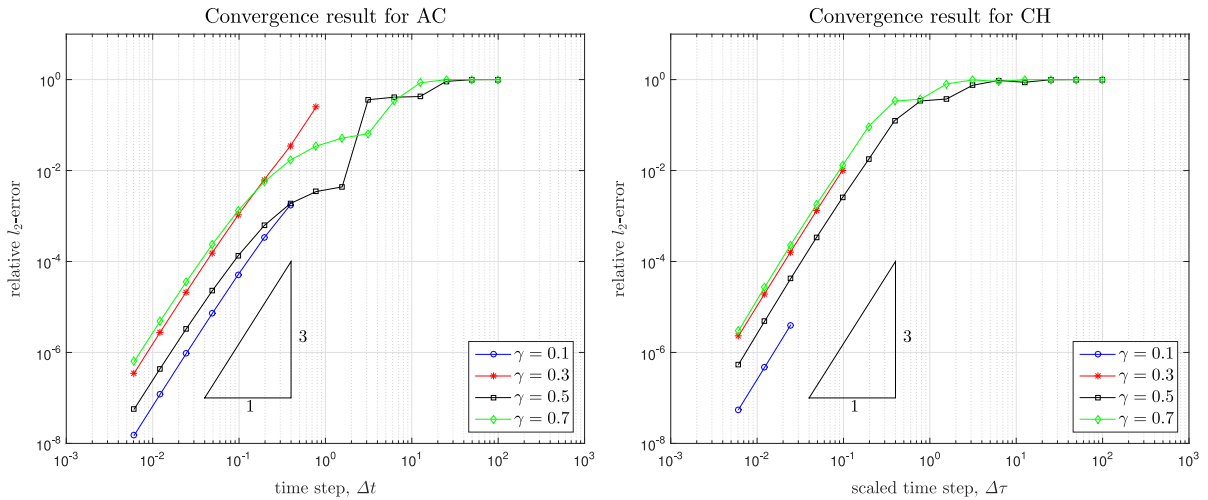 Convergence result for AC
10^0
10^-2
10^-4
10^-6
10^-8
relative l_2-error
10^-3
10^-2
10^-1
10^0
10^1
10^2
10^3
time step, Δt
3
1
γ = 0.1
γ = 0.3
γ = 0.5
γ = 0.7
Convergence result for CH
10^0
10^-2
10^-4
10^-6
10^-8
relative l_2-error
10^-3
10^-2
10^-1
10^0
10^1
10^2
10^3
scaled time step, Δτ
3
1
γ = 0.1
γ = 0.3
γ = 0.5
γ = 0.7